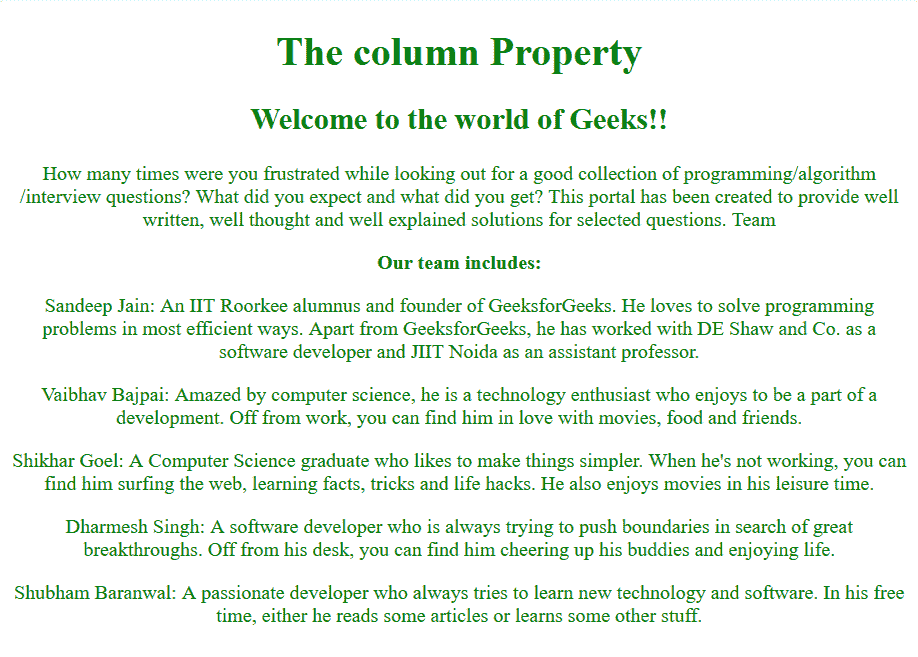 The column Property
Welcome to the world of Geeks!!
How many times were you frustrated while looking out for a good collection of programming/algorithm
/interview questions? What did you expect and what did you get? This portal has been created to provide well
written, well thought and well explained solutions for selected questions. Team
Our team includes:
Sandeep Jain: An IIT Roorkee alumnus and founder of GeeksforGeeks. He loves to solve programming
problems in most efficient ways. Apart from GeeksforGeeks, he has worked with DE Shaw and Co. as a
software developer and JIIT Noida as an assistant professor.
Vaibhav Bajpai: Amazed by computer science, he is a technology enthusiast who enjoys to be a part of a
development. Off from work, you can find him in love with movies, food and friends.
Shikhar Goel: A Computer Science graduate who likes to make things simpler. When he's not working, you can
find him surfing the web, learning facts, tricks and life hacks. He also enjoys movies in his leisure time.
Dharmesh Singh: A software developer who is always trying to push boundaries in search of great
breakthroughs. Off from his desk, you can find him cheering up his buddies and enjoying life.
Shubham Baranwal: A passionate developer who always tries to learn new technology and software. In his free
time, either he reads some articles or learns some other stuff.